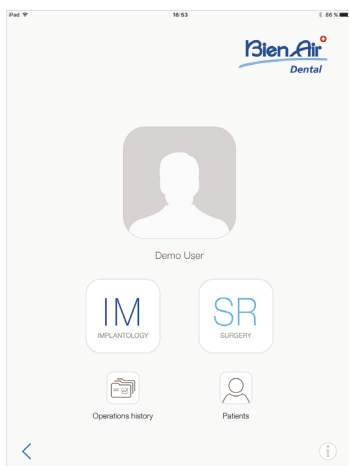 iPad 16:53 86 %
Bien Air
Dental
Demo User
IM SR
IMPLANTOLOGY SURGERY
Operations history Patients
i